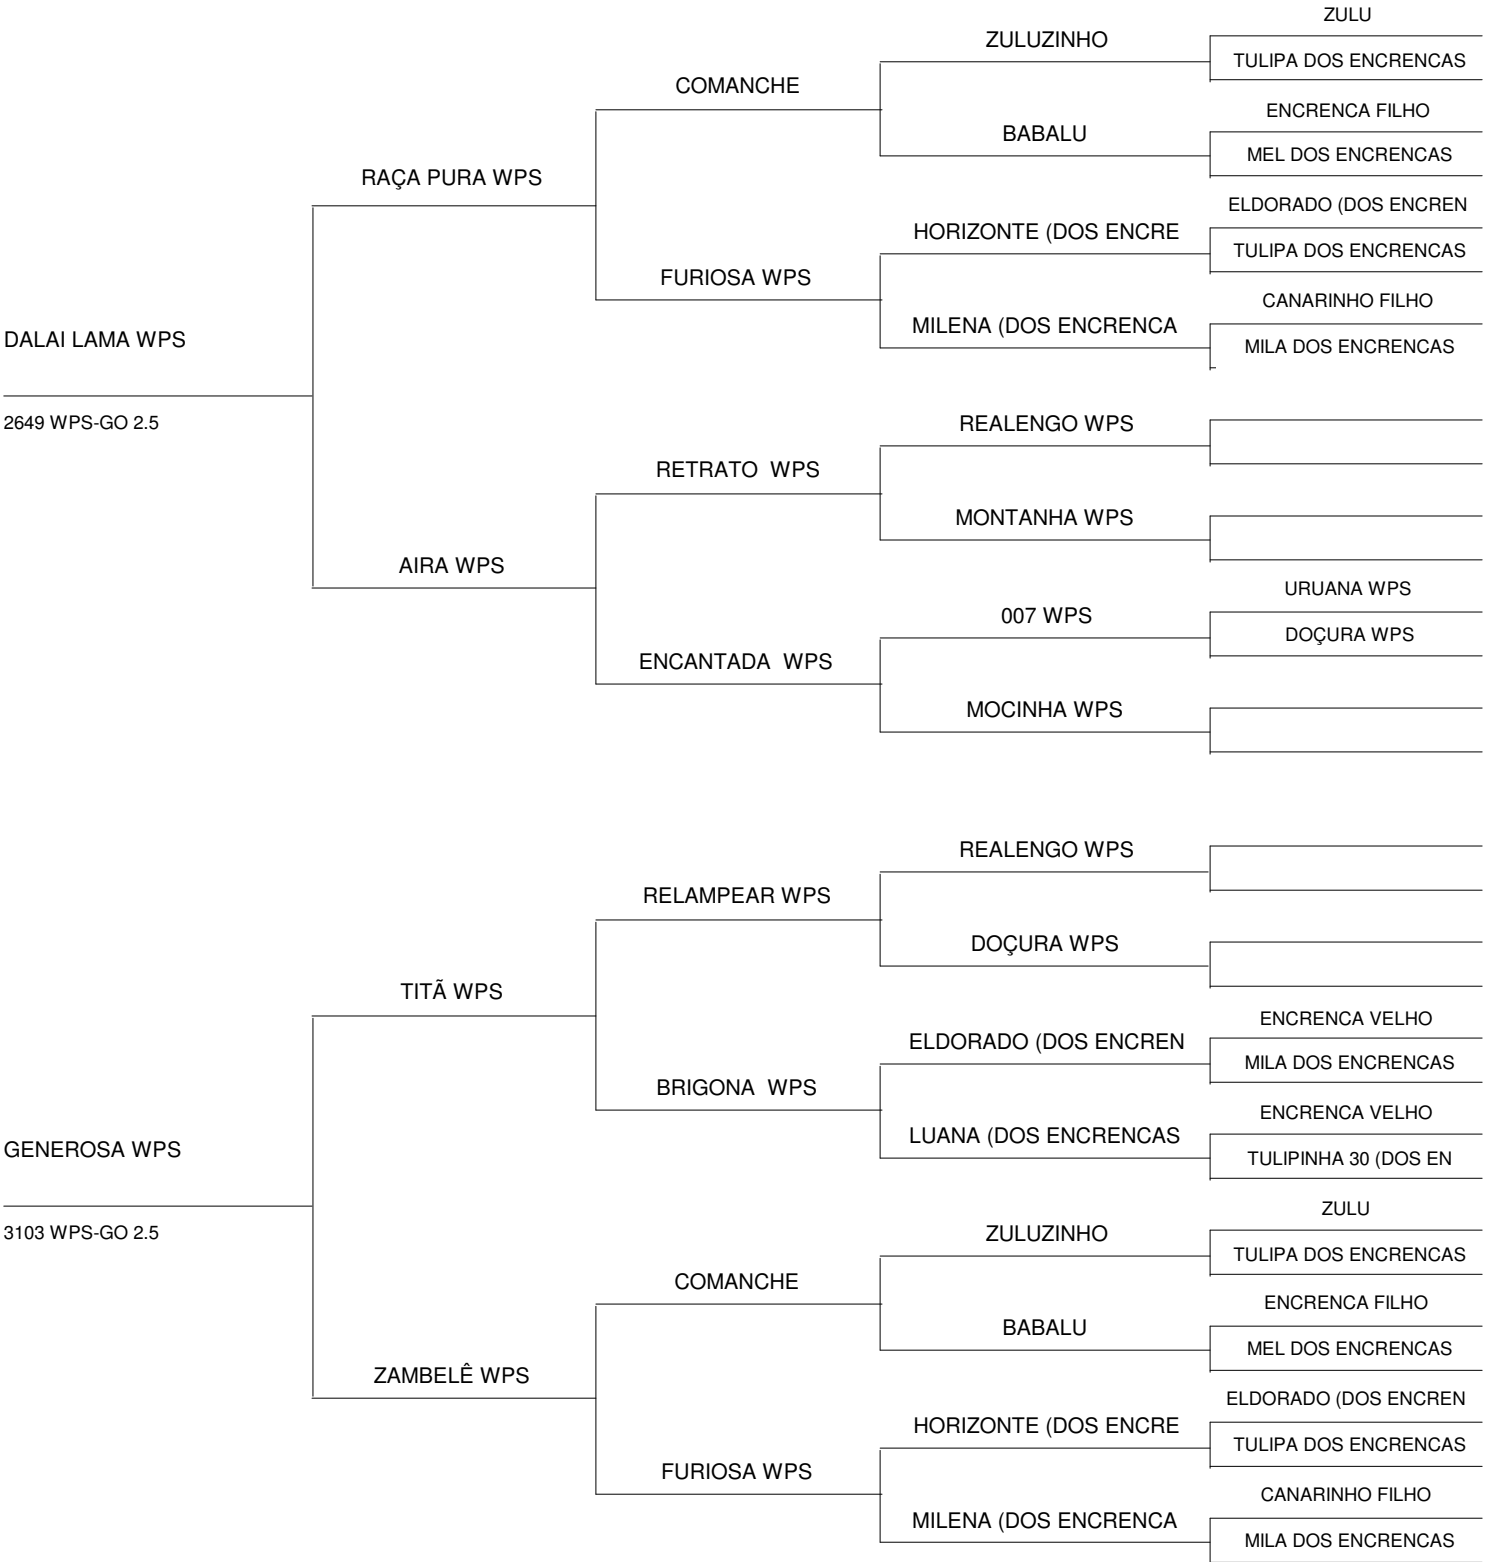 ZULU
ZULUZINHO
TULIPA DOS ENCRENCAS
COMANCHE
ENCRENCA FILHO
BABALU
MEL DOS ENCRENCAS
RAÇA PURA WPS
ELDORADO (DOS ENCREN
HORIZONTE (DOS ENCRE
TULIPA DOS ENCRENCAS
FURIOSA WPS
CANARINHO FILHO
MILENA (DOS ENCRENCA
MILA DOS ENCRENCAS
DALAI LAMA WPS
2649 WPS-GO 2.5
REALENGO WPS
RETRATO  WPS
MONTANHA WPS
AIRA WPS
URUANA WPS
007 WPS
DOÇURA WPS
ENCANTADA  WPS
MOCINHA WPS
REALENGO WPS
RELAMPEAR WPS
DOÇURA WPS
TITÃ WPS
ENCRENCA VELHO
ELDORADO (DOS ENCREN
MILA DOS ENCRENCAS
BRIGONA  WPS
ENCRENCA VELHO
LUANA (DOS ENCRENCAS
TULIPINHA 30 (DOS EN
GENEROSA WPS
3103 WPS-GO 2.5
ZULU
ZULUZINHO
TULIPA DOS ENCRENCAS
COMANCHE
ENCRENCA FILHO
BABALU
MEL DOS ENCRENCAS
ZAMBELÊ WPS
ELDORADO (DOS ENCREN
HORIZONTE (DOS ENCRE
TULIPA DOS ENCRENCAS
FURIOSA WPS
CANARINHO FILHO
MILENA (DOS ENCRENCA
MILA DOS ENCRENCAS